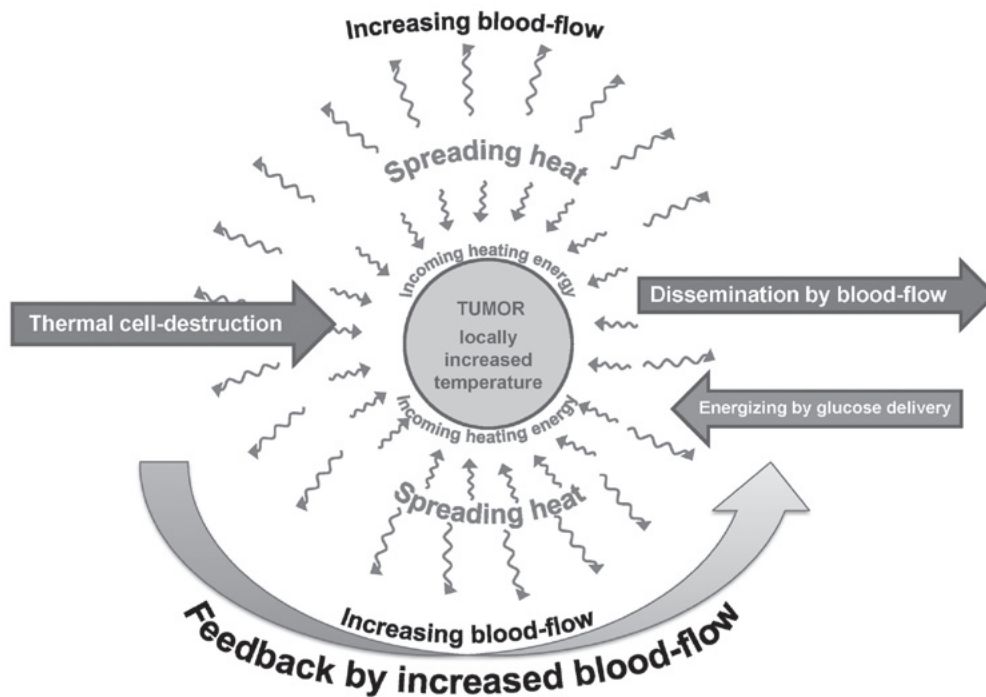 Increasing blood-flow
Spreading heat
Incoming heating energy
Thermal cell-destruction
TUMOR
locally
increased
temperature
Dissemination by blood-flow
Energizing by glucose delivery
Incoming heating energy
Spreading heat
Increasing blood-flow
Feedback by increased blood-flow